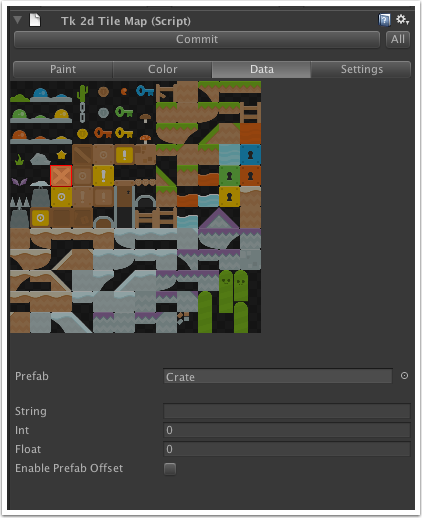 Tk 2d Tile Map (Script)
Commit All
Paint Color Data Settings
Prefab Crate
String
Int 0
Float 0
Enable Prefab Offset